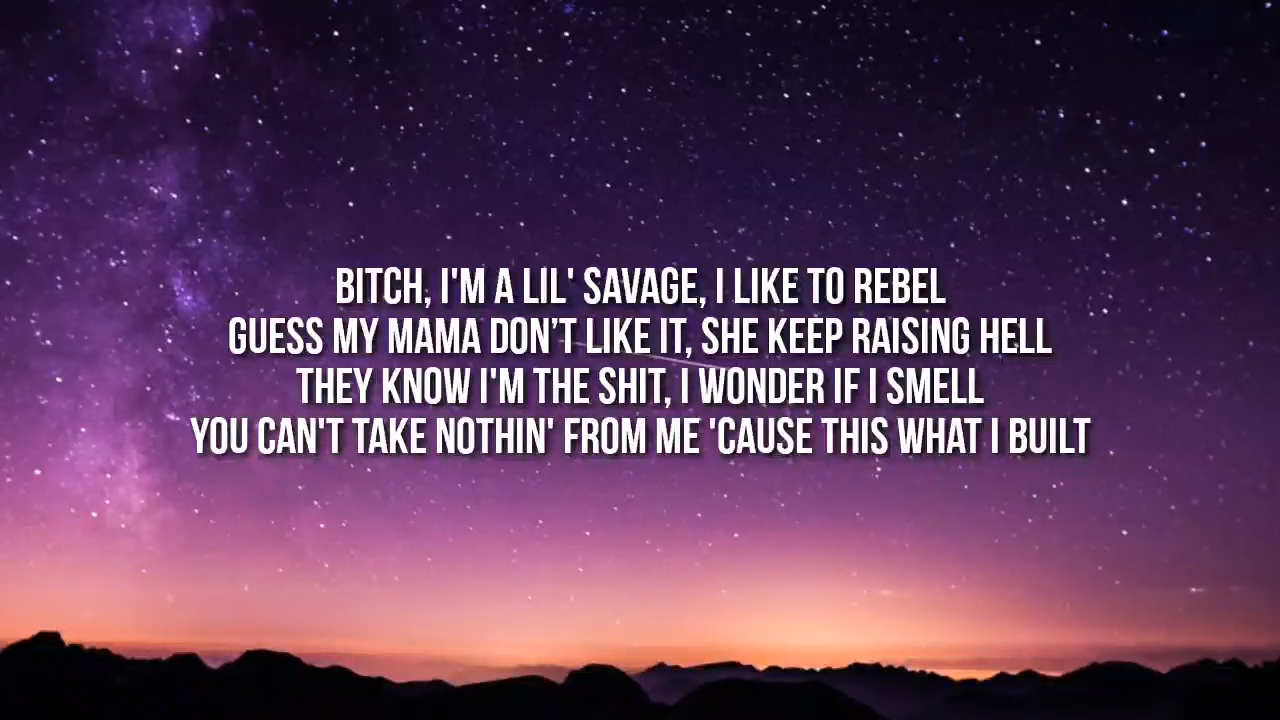 BITCH, I'M A LIL' SAVAGE, I LIKE TO REBEL
GUESS MY MAMA DON’T LIKE IT, SHE KEEP RAISING HELL
THEY KNOW I'M THE SHIT, I WONDER IF I SMELL
YOU CAN'T TAKE NOTHIN' FROM ME 'CAUSE THIS WHAT I BUILT